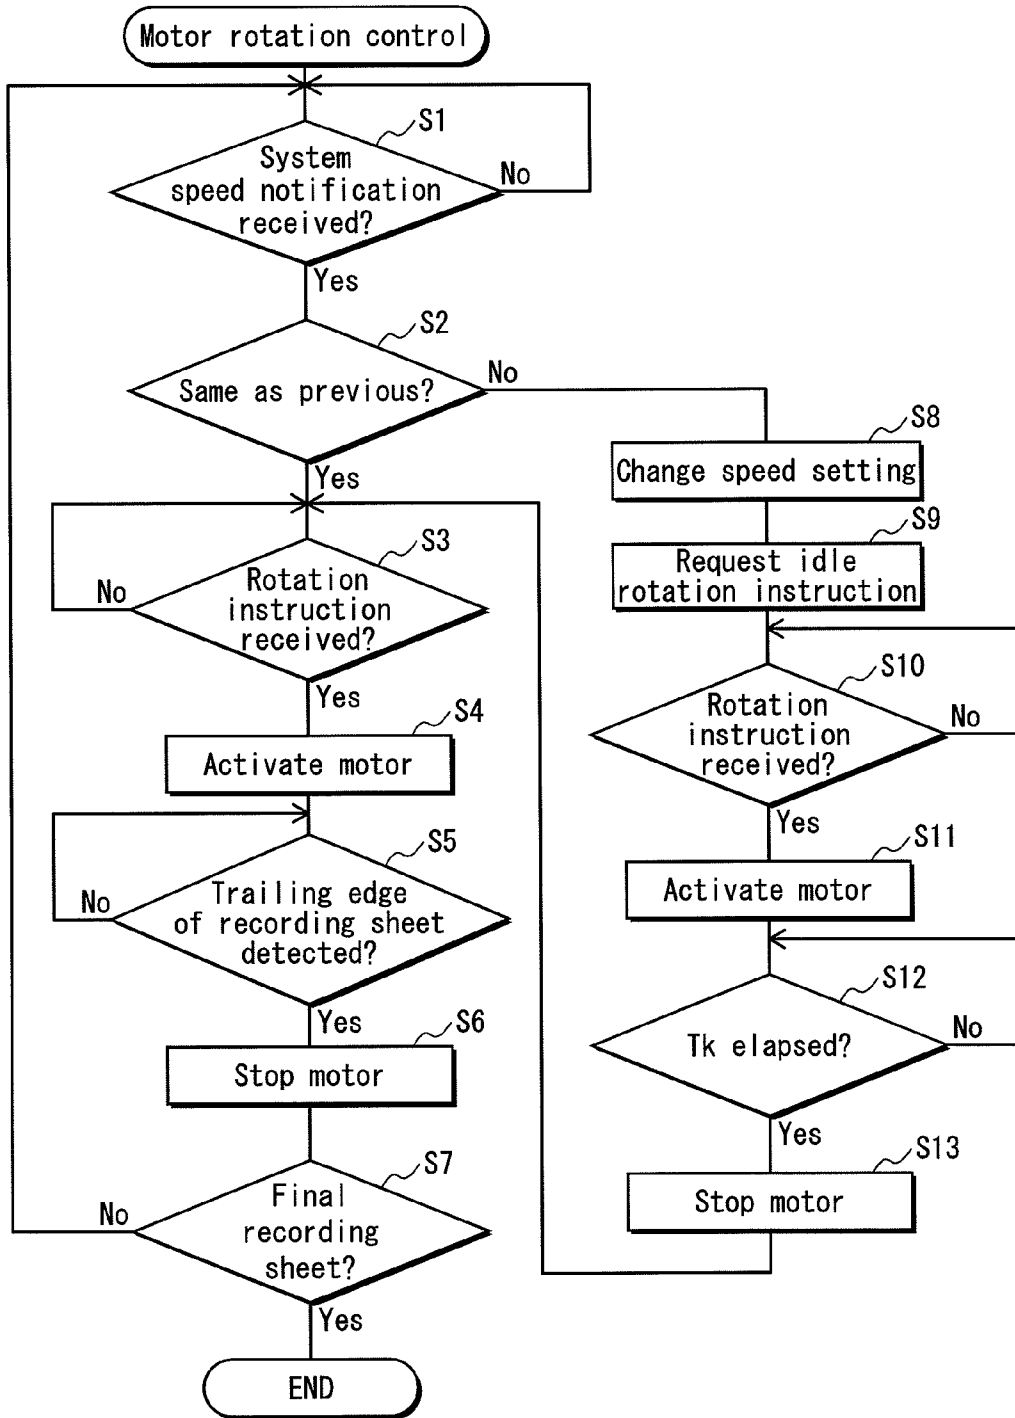 Motor rotation control
S1
System
speed notification
received?
No
Yes
S2
Same as previous?
No
Yes
S3
Rotation
instruction
received?
No
Yes
S4
Activate motor
S5
Trailing edge
of recording sheet
detected?
No
Yes
S6
Stop motor
S7
Final
recording
sheet?
No
Yes
END
S8
Change speed setting
S9
Request idle
rotation instruction
S10
Rotation
instruction
received?
No
Yes
S11
Activate motor
S12
Tk elapsed?
No
Yes
S13
Stop motor